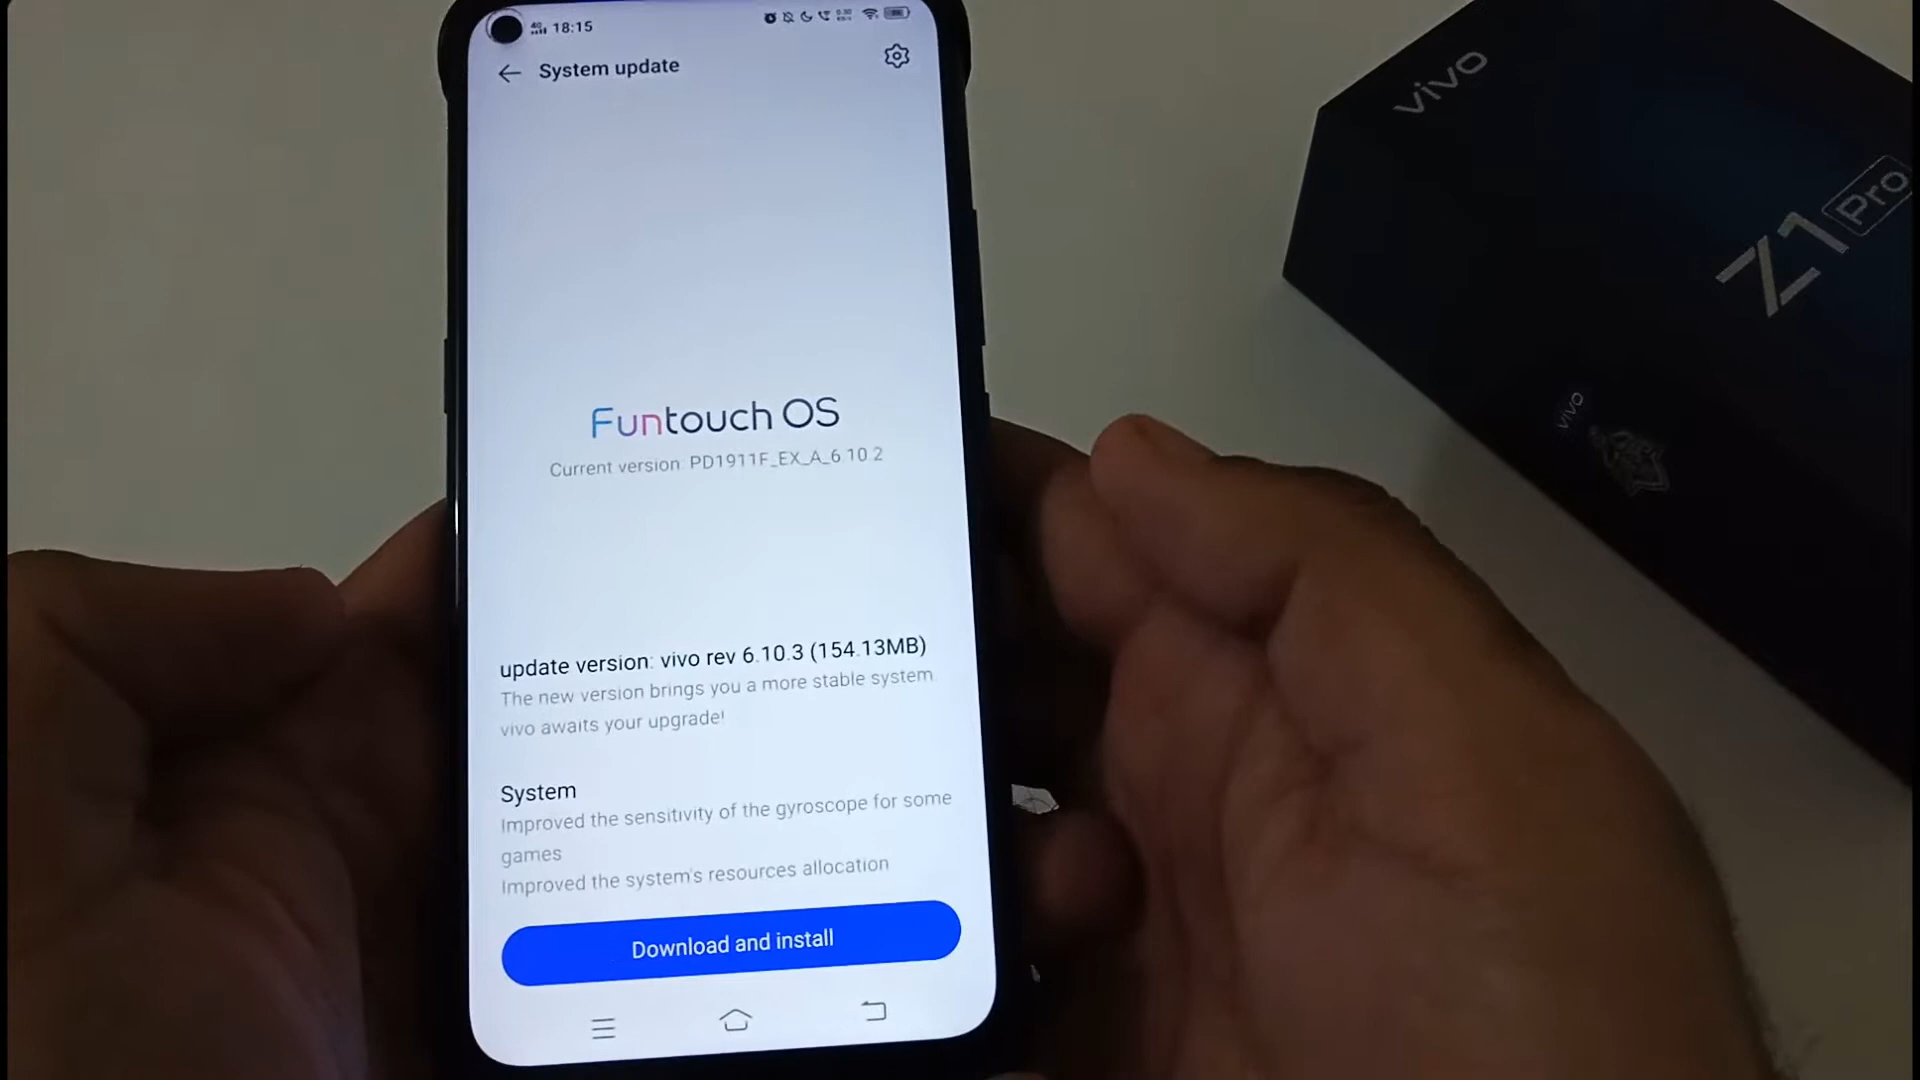 4G 18:15
System update
vivo
Z1 Pro
Funtouch OS
Current version: PD1911F_EX_A_6.10.2
vivo
update version: vivo rev 6.10.3 (154.13MB)
The new version brings you a more stable system.
vivo awaits your upgrade!
System
Improved the sensitivity of the gyroscope for some
games
Improved the system's resources allocation
Download and install